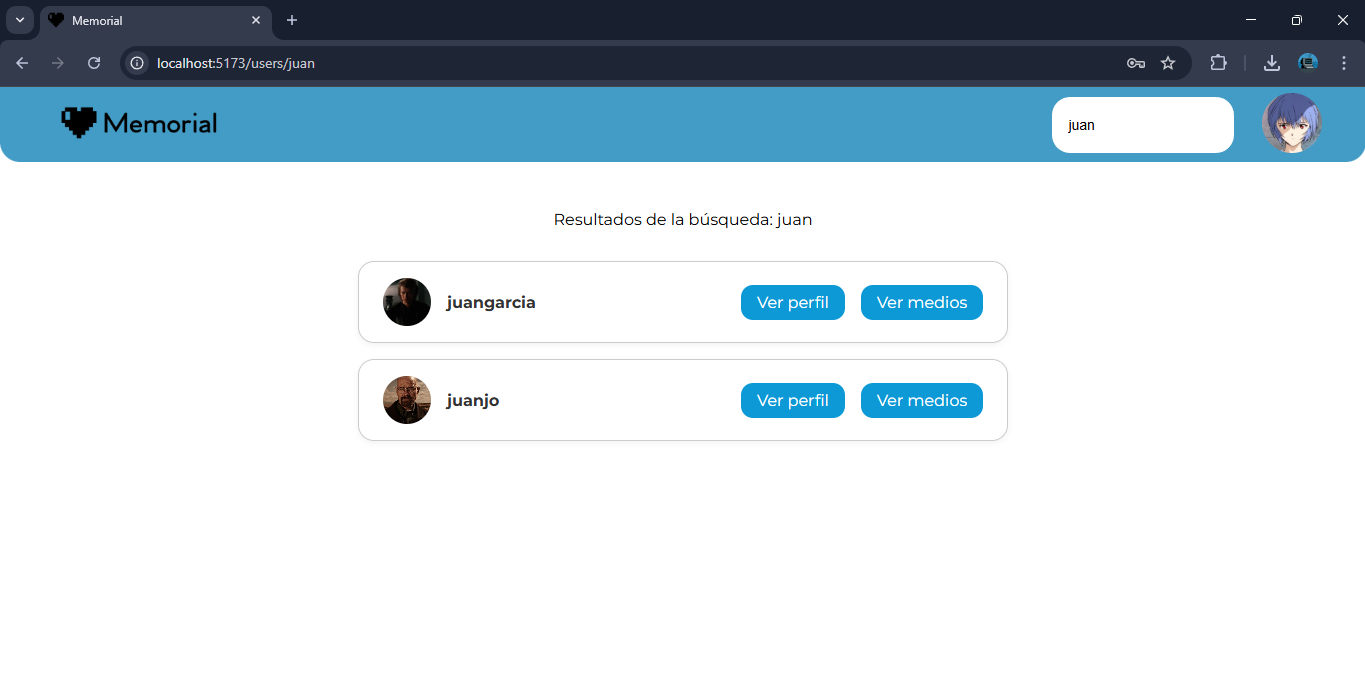 Memorial
localhost:5173/users/juan
Memorial
juan
Resultados de la búsqueda: juan
juangarcia
Ver perfil
Ver medios
juanjo
Ver perfil
Ver medios